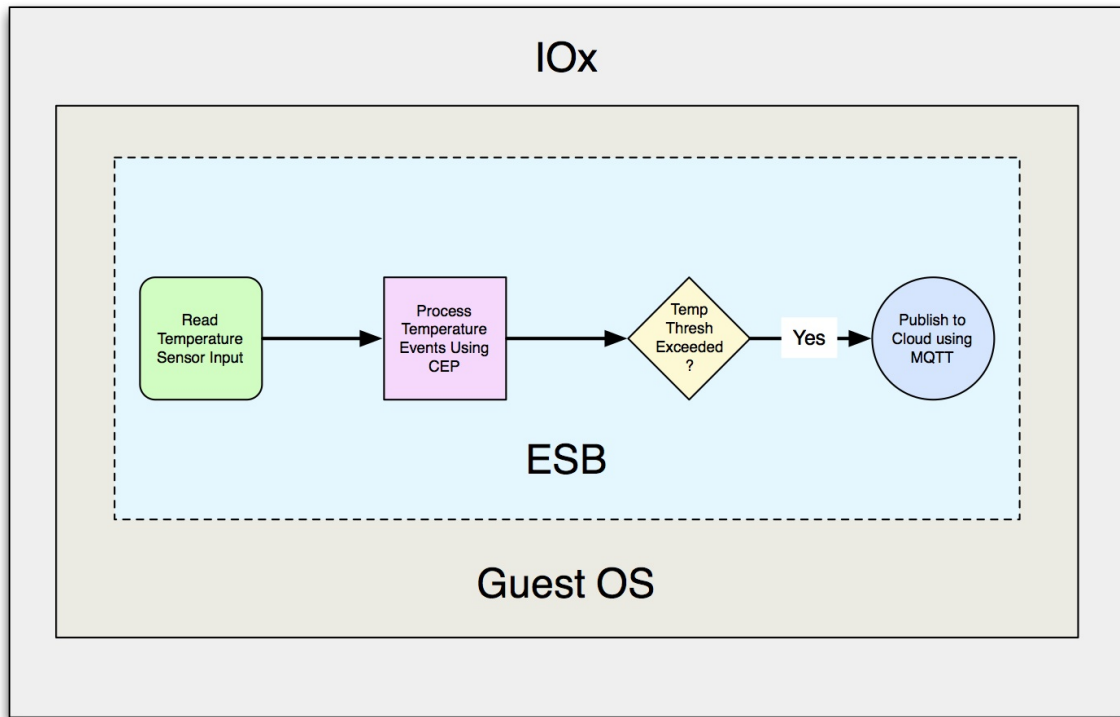 IOx
Read
Temperature
Sensor Input
Process
Temperature
Events Using
CEP
Temp
Thresh
Exceeded
?
Yes
Publish to
Cloud using
MQTT
ESB
Guest OS